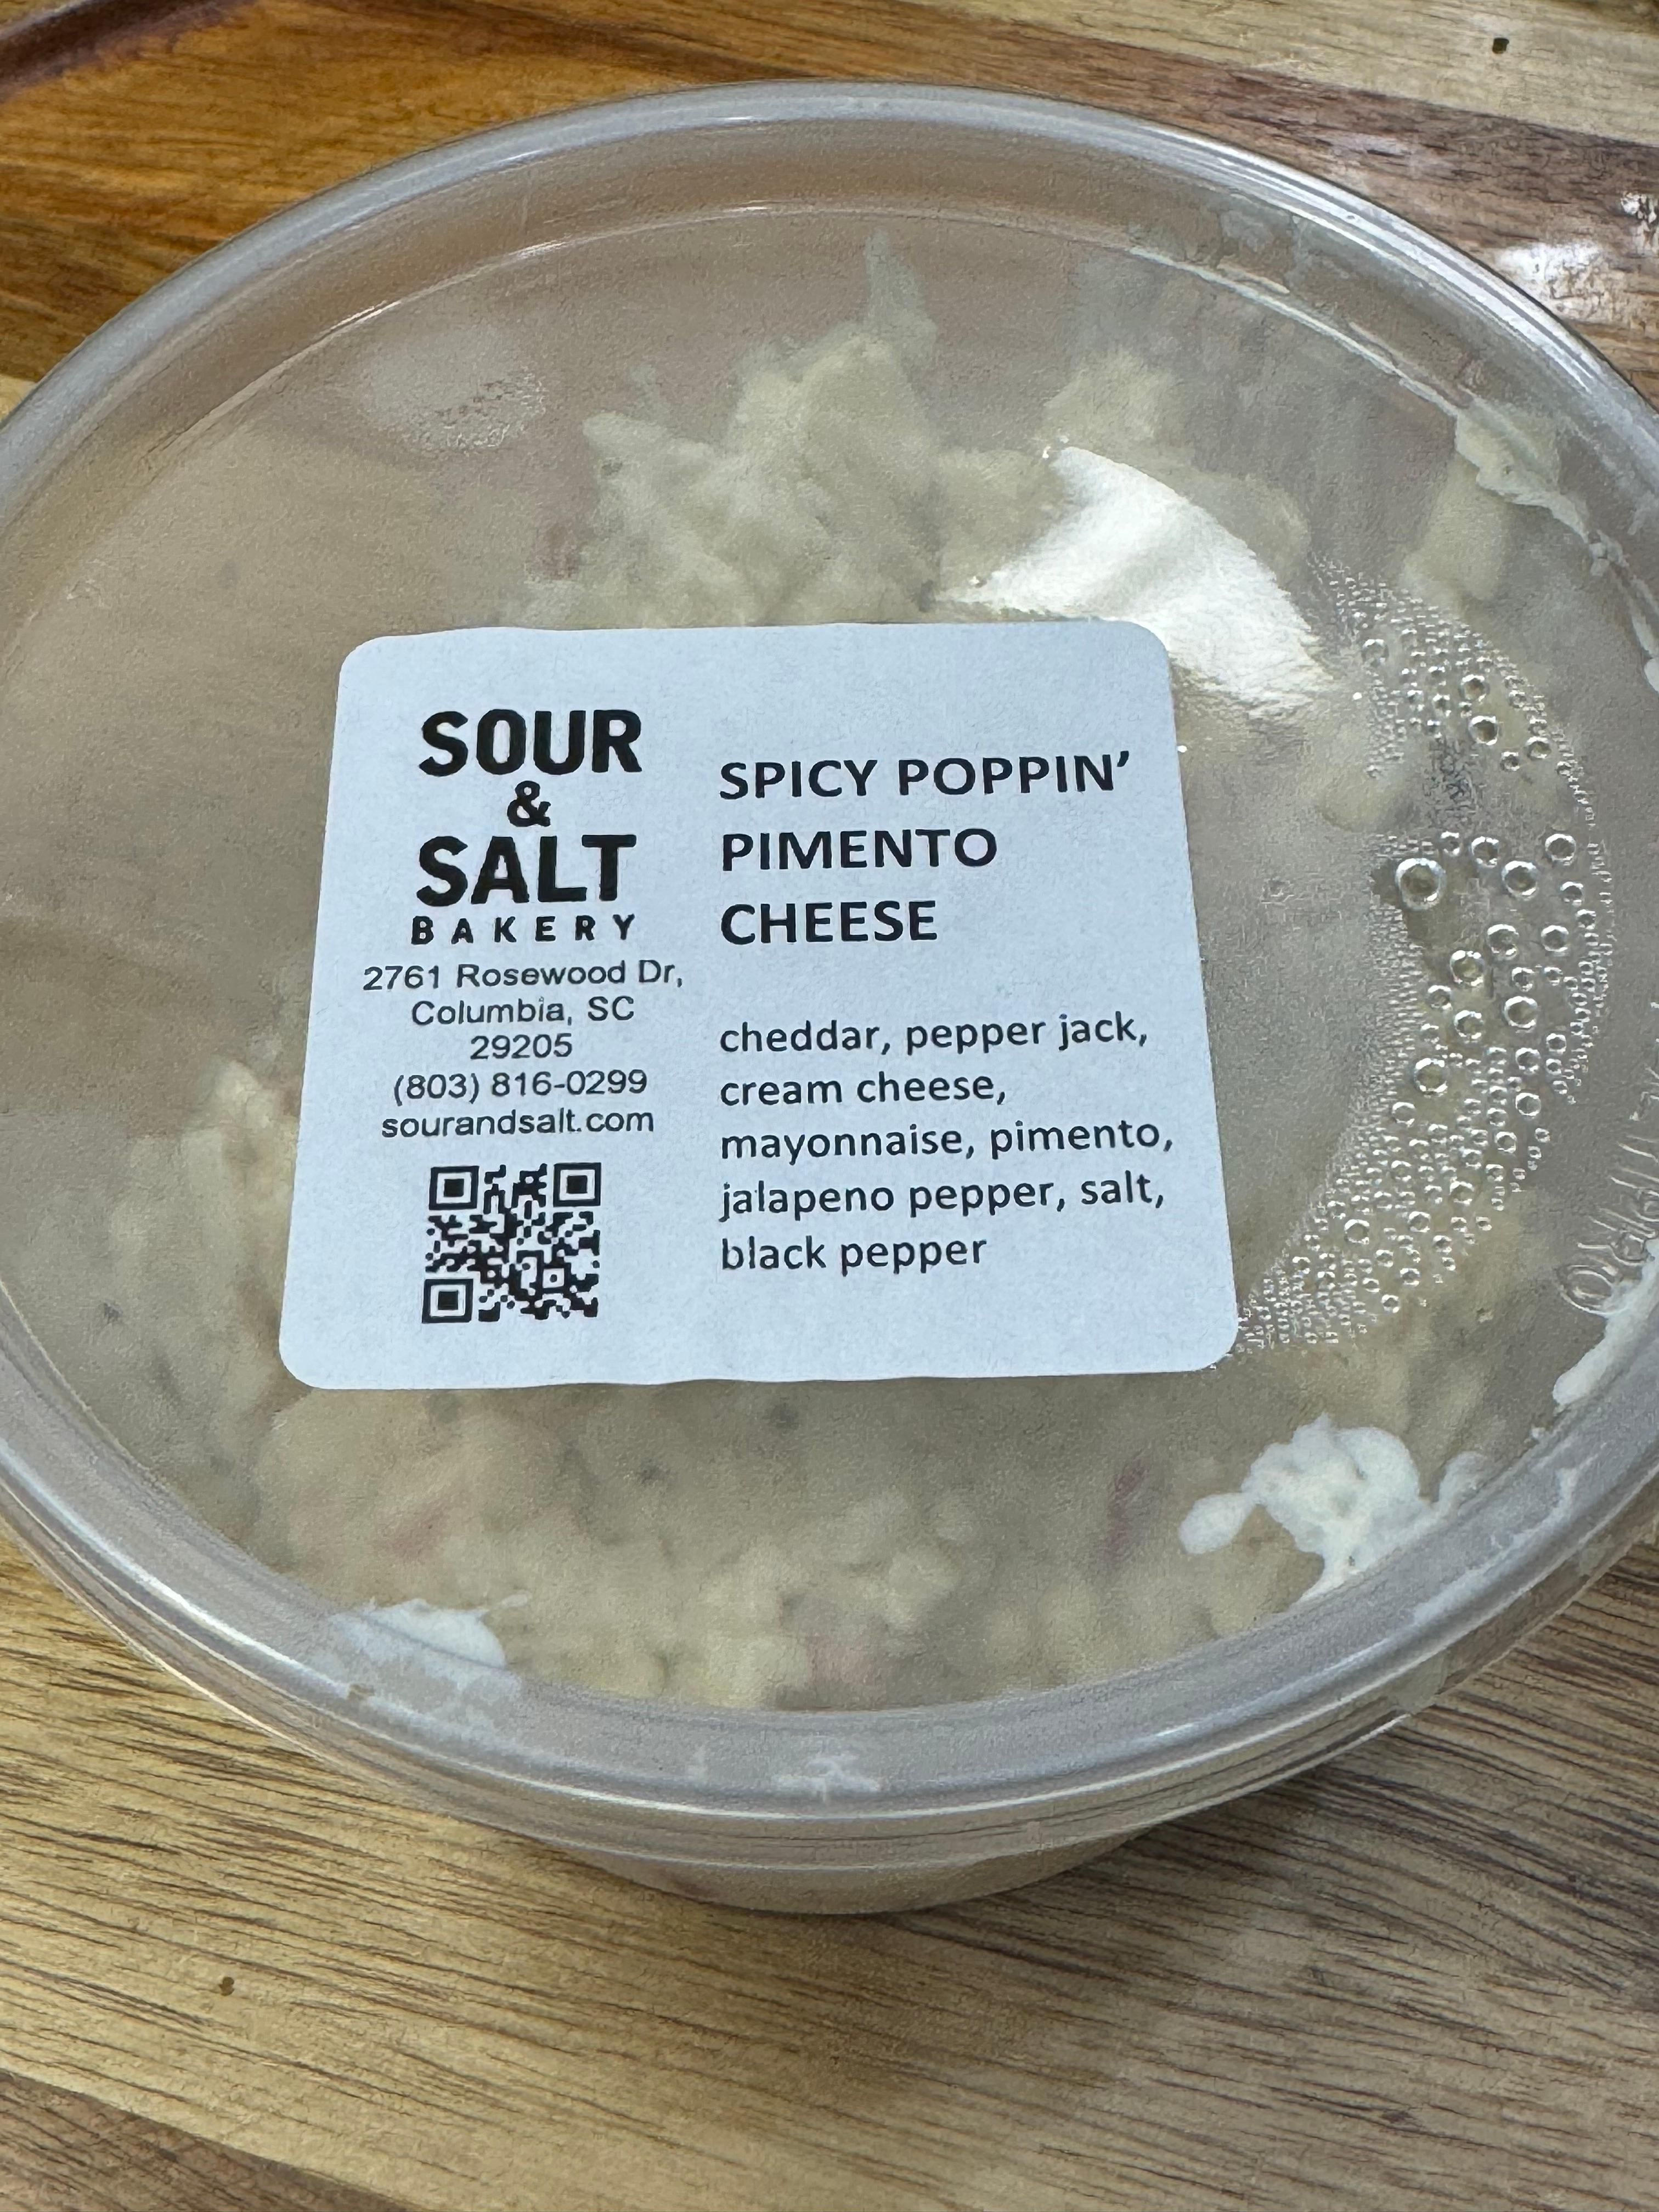 SOUR
&
SALT
BAKERY
2761 Rosewood Dr,
Columbia, SC
29205
(803) 816-0299
sourandsalt.com
SPICY POPPIN’
PIMENTO
CHEESE
cheddar, pepper jack,
cream cheese,
mayonnaise, pimento,
jalapeno pepper, salt,
black pepper